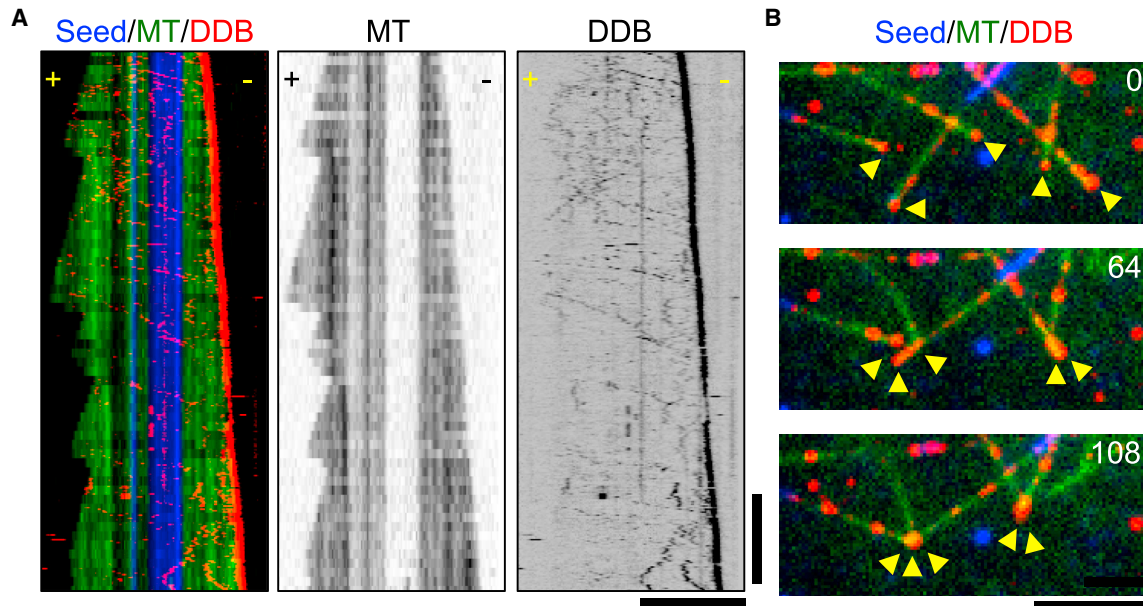 A
Seed/MT/DDB
MT
DDB
+
-
+
-
+
-
B
Seed/MT/DDB
0
64
108